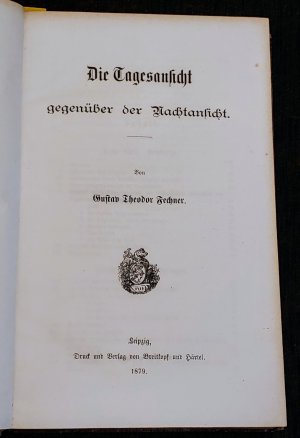 Die Tagesansicht
gegenüber der Nachtansicht.
Von
Gustav Theodor Fechner.
Leipzig,
Druck und Verlag von Breitkopf und Härtel.
1879.